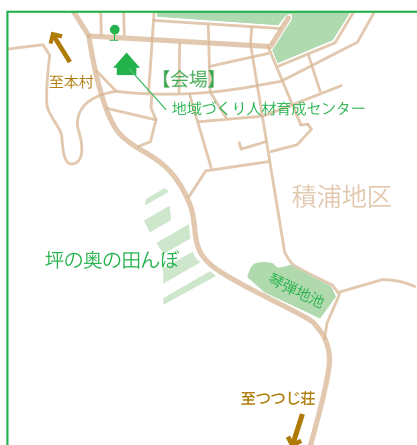 至本村
【会場】
地域づくり人材育成センター
積浦地区
坪の奥の田んぼ
琴弾地池
至つつじ荘